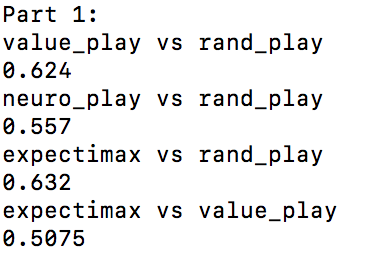 Part 1:
value_play vs rand_play
0.624
neuro_play vs rand_play
0.557
expectimax vs rand_play
0.632
expectimax vs value_play
0.5075